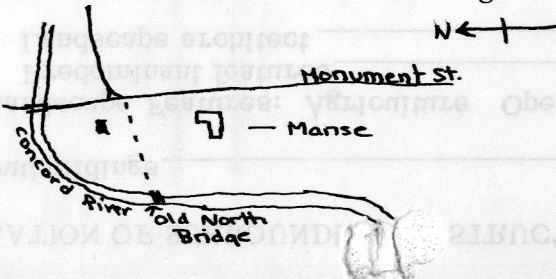 N
Monument St.
Manse
Concord River
Old North
Bridge